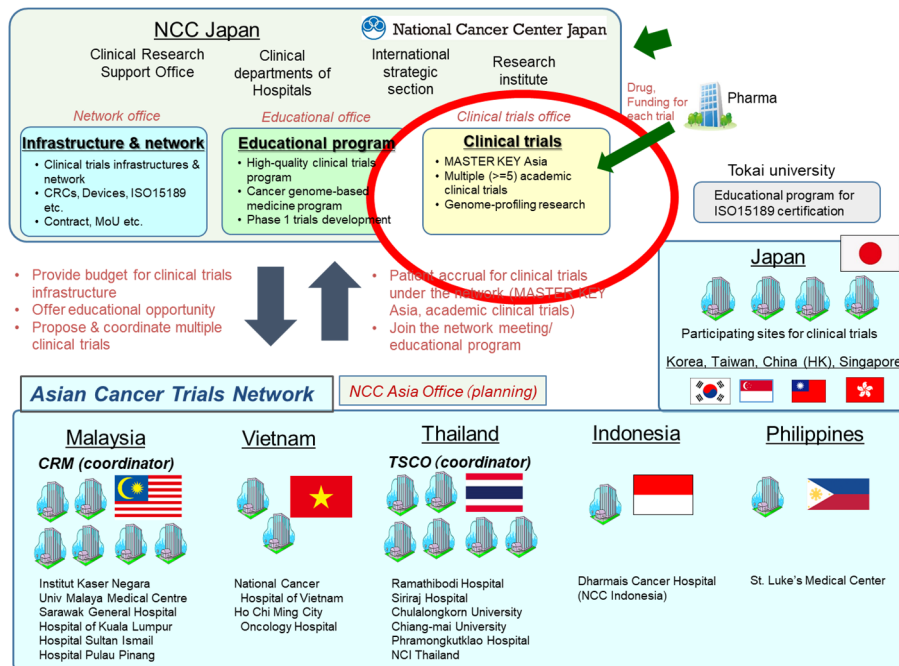 NCC Japan
National Cancer Center Japan
Clinical Research
Support Office
Clinical
departments of
Hospitals
International
strategic
section
Research
institute
Network office
Educational office
Clinical trials office
Drug,
Funding for
each trial
Pharma
Infrastructure & network
• Clinical trials infrastructures &
network
• CRCs, Devices, ISO15189
etc.
• Contract, MoU etc.
Educational program
• High-quality clinical trials
program
• Cancer genome-based
medicine program
• Phase 1 trials development
Clinical trials
• MASTER KEY Asia
• Multiple (>=5) academic
clinical trials
• Genome-profiling research
Tokai university
Educational program for
ISO15189 certification
• Provide budget for clinical trials
infrastructure
• Offer educational opportunity
• Propose & coordinate multiple
clinical trials
• Patient accrual for clinical trials
under the network (MASTER KEY
Asia, academic clinical trials)
• Join the network meeting/
educational program
Japan
Participating sites for clinical trials
Korea, Taiwan, China (HK), Singapore
Asian Cancer Trials Network
NCC Asia Office (planning)
Malaysia
CRM (coordinator)
Institut Kaser Negara
Univ Malaya Medical Centre
Sarawak General Hospital
Hospital of Kuala Lumpur
Hospital Sultan Ismail
Hospital Pulau Pinang
Vietnam
National Cancer
Hospital of Vietnam
Ho Chi Ming City
Oncology Hospital
Thailand
TSCO (coordinator)
Ramathibodi Hospital
Siriraj Hospital
Chulalongkorn University
Chiang-mai University
Phramongkutklao Hospital
NCI Thailand
Indonesia
Dharmais Cancer Hospital
(NCC Indonesia)
Philippines
St. Luke's Medical Center